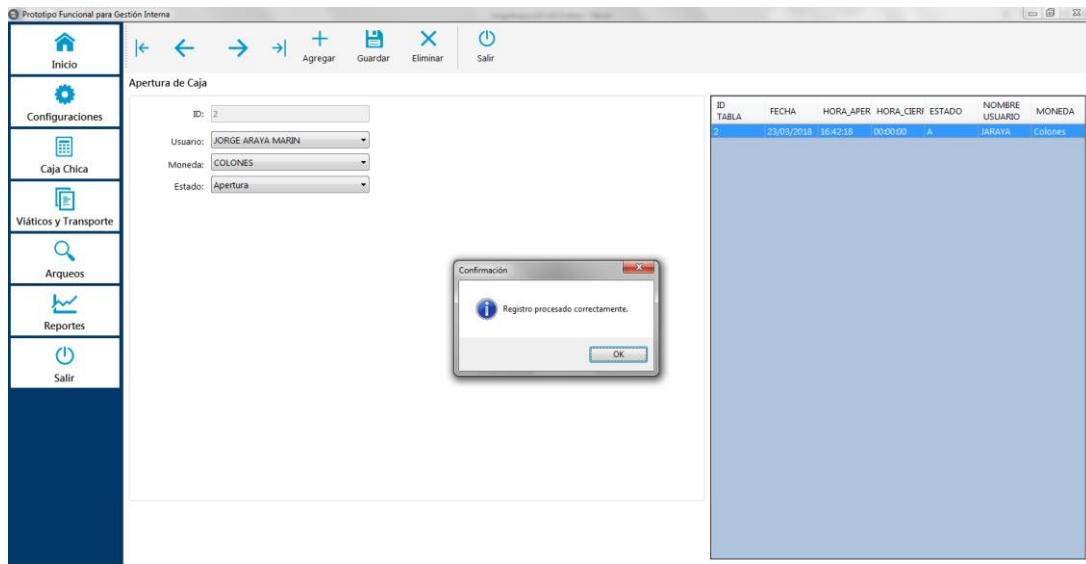 Prototipo Funcional para Gestión Interna
Inicio
Configuraciones
Caja Chica
Viáticos y Transporte
Arqueos
Reportes
Salir
Agregar Guardar Eliminar Salir
Apertura de Caja
ID: 2
Usuario: JORGE ARAYA MARIN
Moneda: COLONES
Estado: Apertura
Confirmación
Registro procesado correctamente.
OK
ID TABLA FECHA HORA_APER HORA_CIERI ESTADO NOMBRE USUARIO MONEDA
2 23/03/2018 16:42:18 00:00:00 A JARAYA Colones